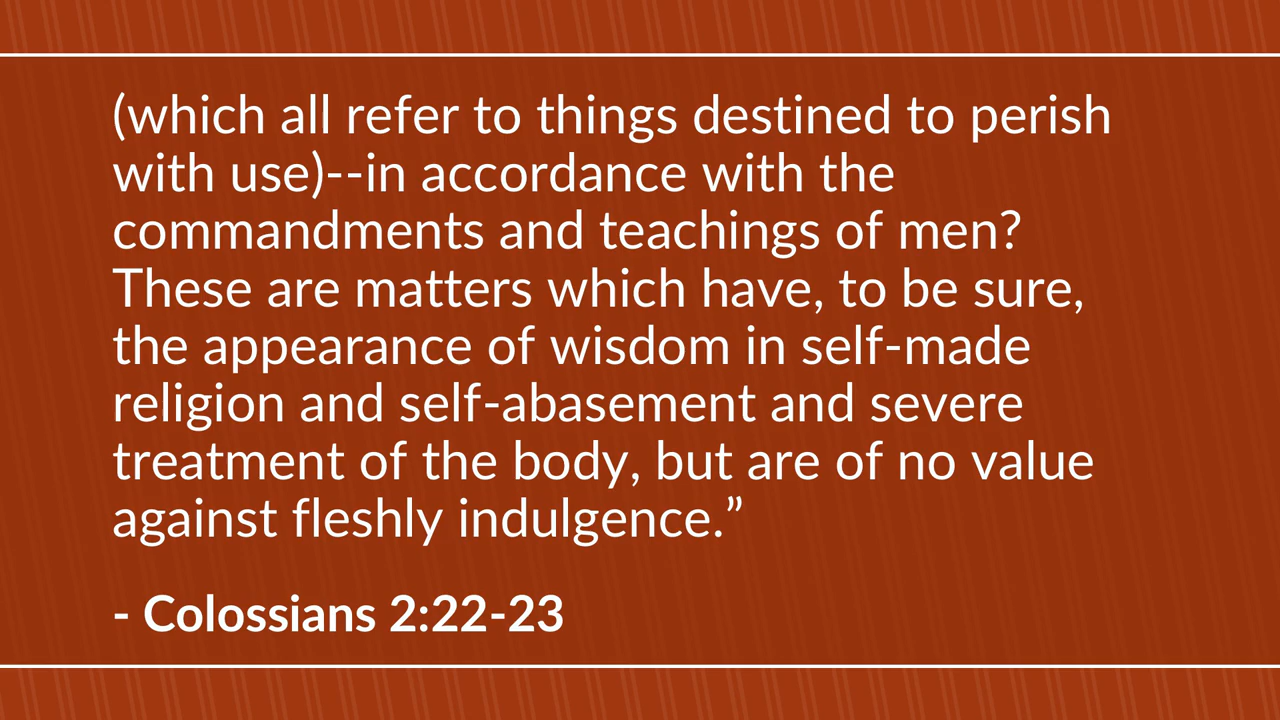 (which all refer to things destined to perish
with use)--in accordance with the
commandments and teachings of men?
These are matters which have, to be sure,
the appearance of wisdom in self-made
religion and self-abasement and severe
treatment of the body, but are of no value
against fleshly indulgence.”
- Colossians 2:22-23